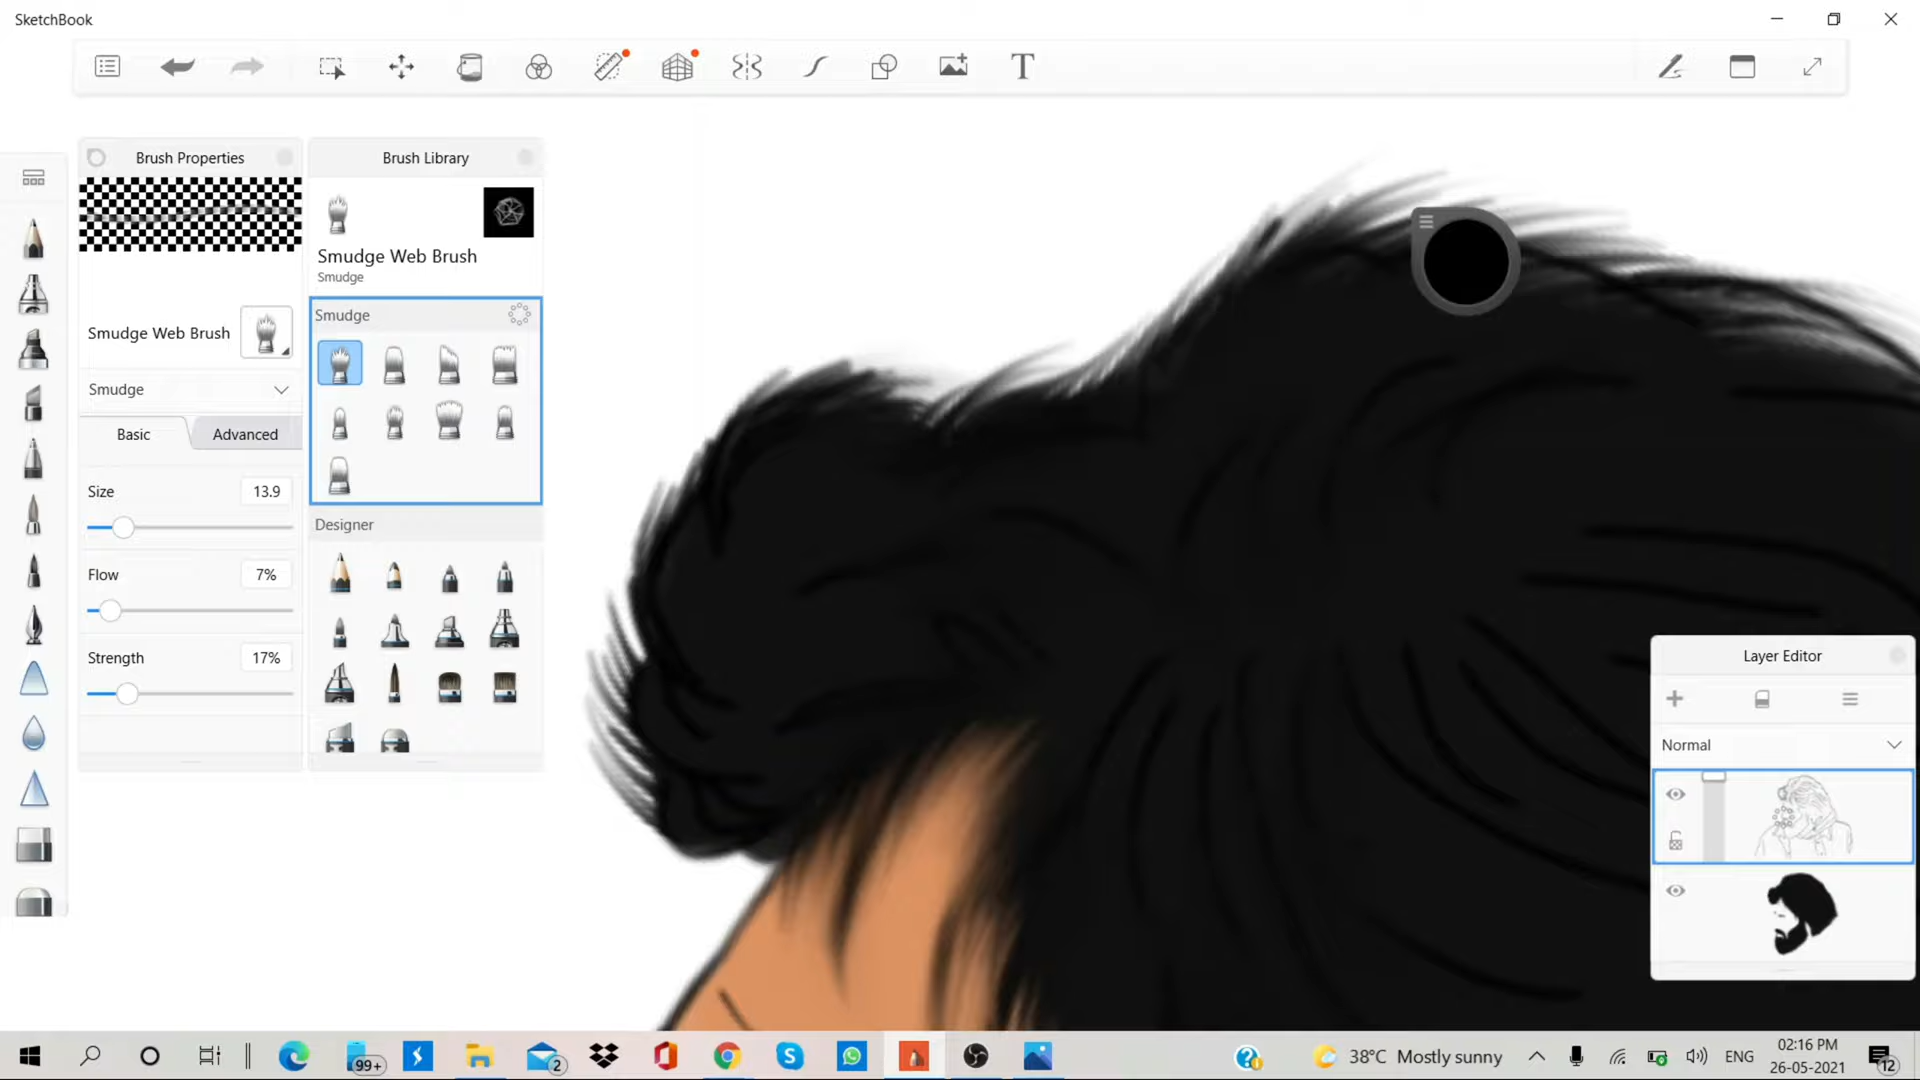 SketchBook
T
Brush Properties
Brush Library
Smudge Web Brush
Smudge
Smudge Web Brush
Smudge
Smudge
Basic
Advanced
Size
13.9
Flow
7%
Strength
17%
Designer
Layer Editor
Normal
99+
2
38°C Mostly sunny
ENG
02:16 PM
26-05-2021
12